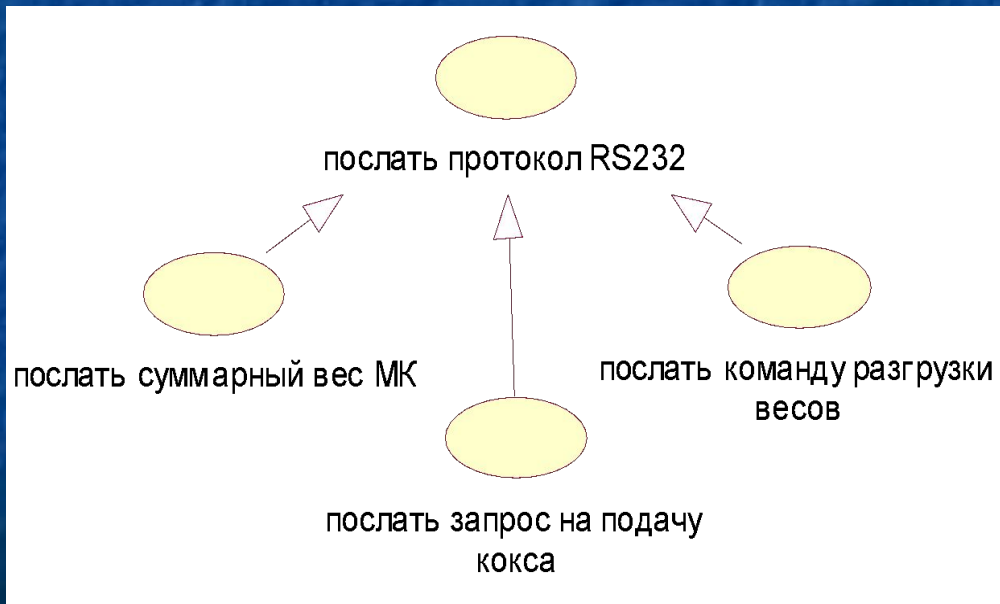 послать протокол RS232
послать суммарный вес МК
послать команду разгрузки
весов
послать запрос на подачу
кокса